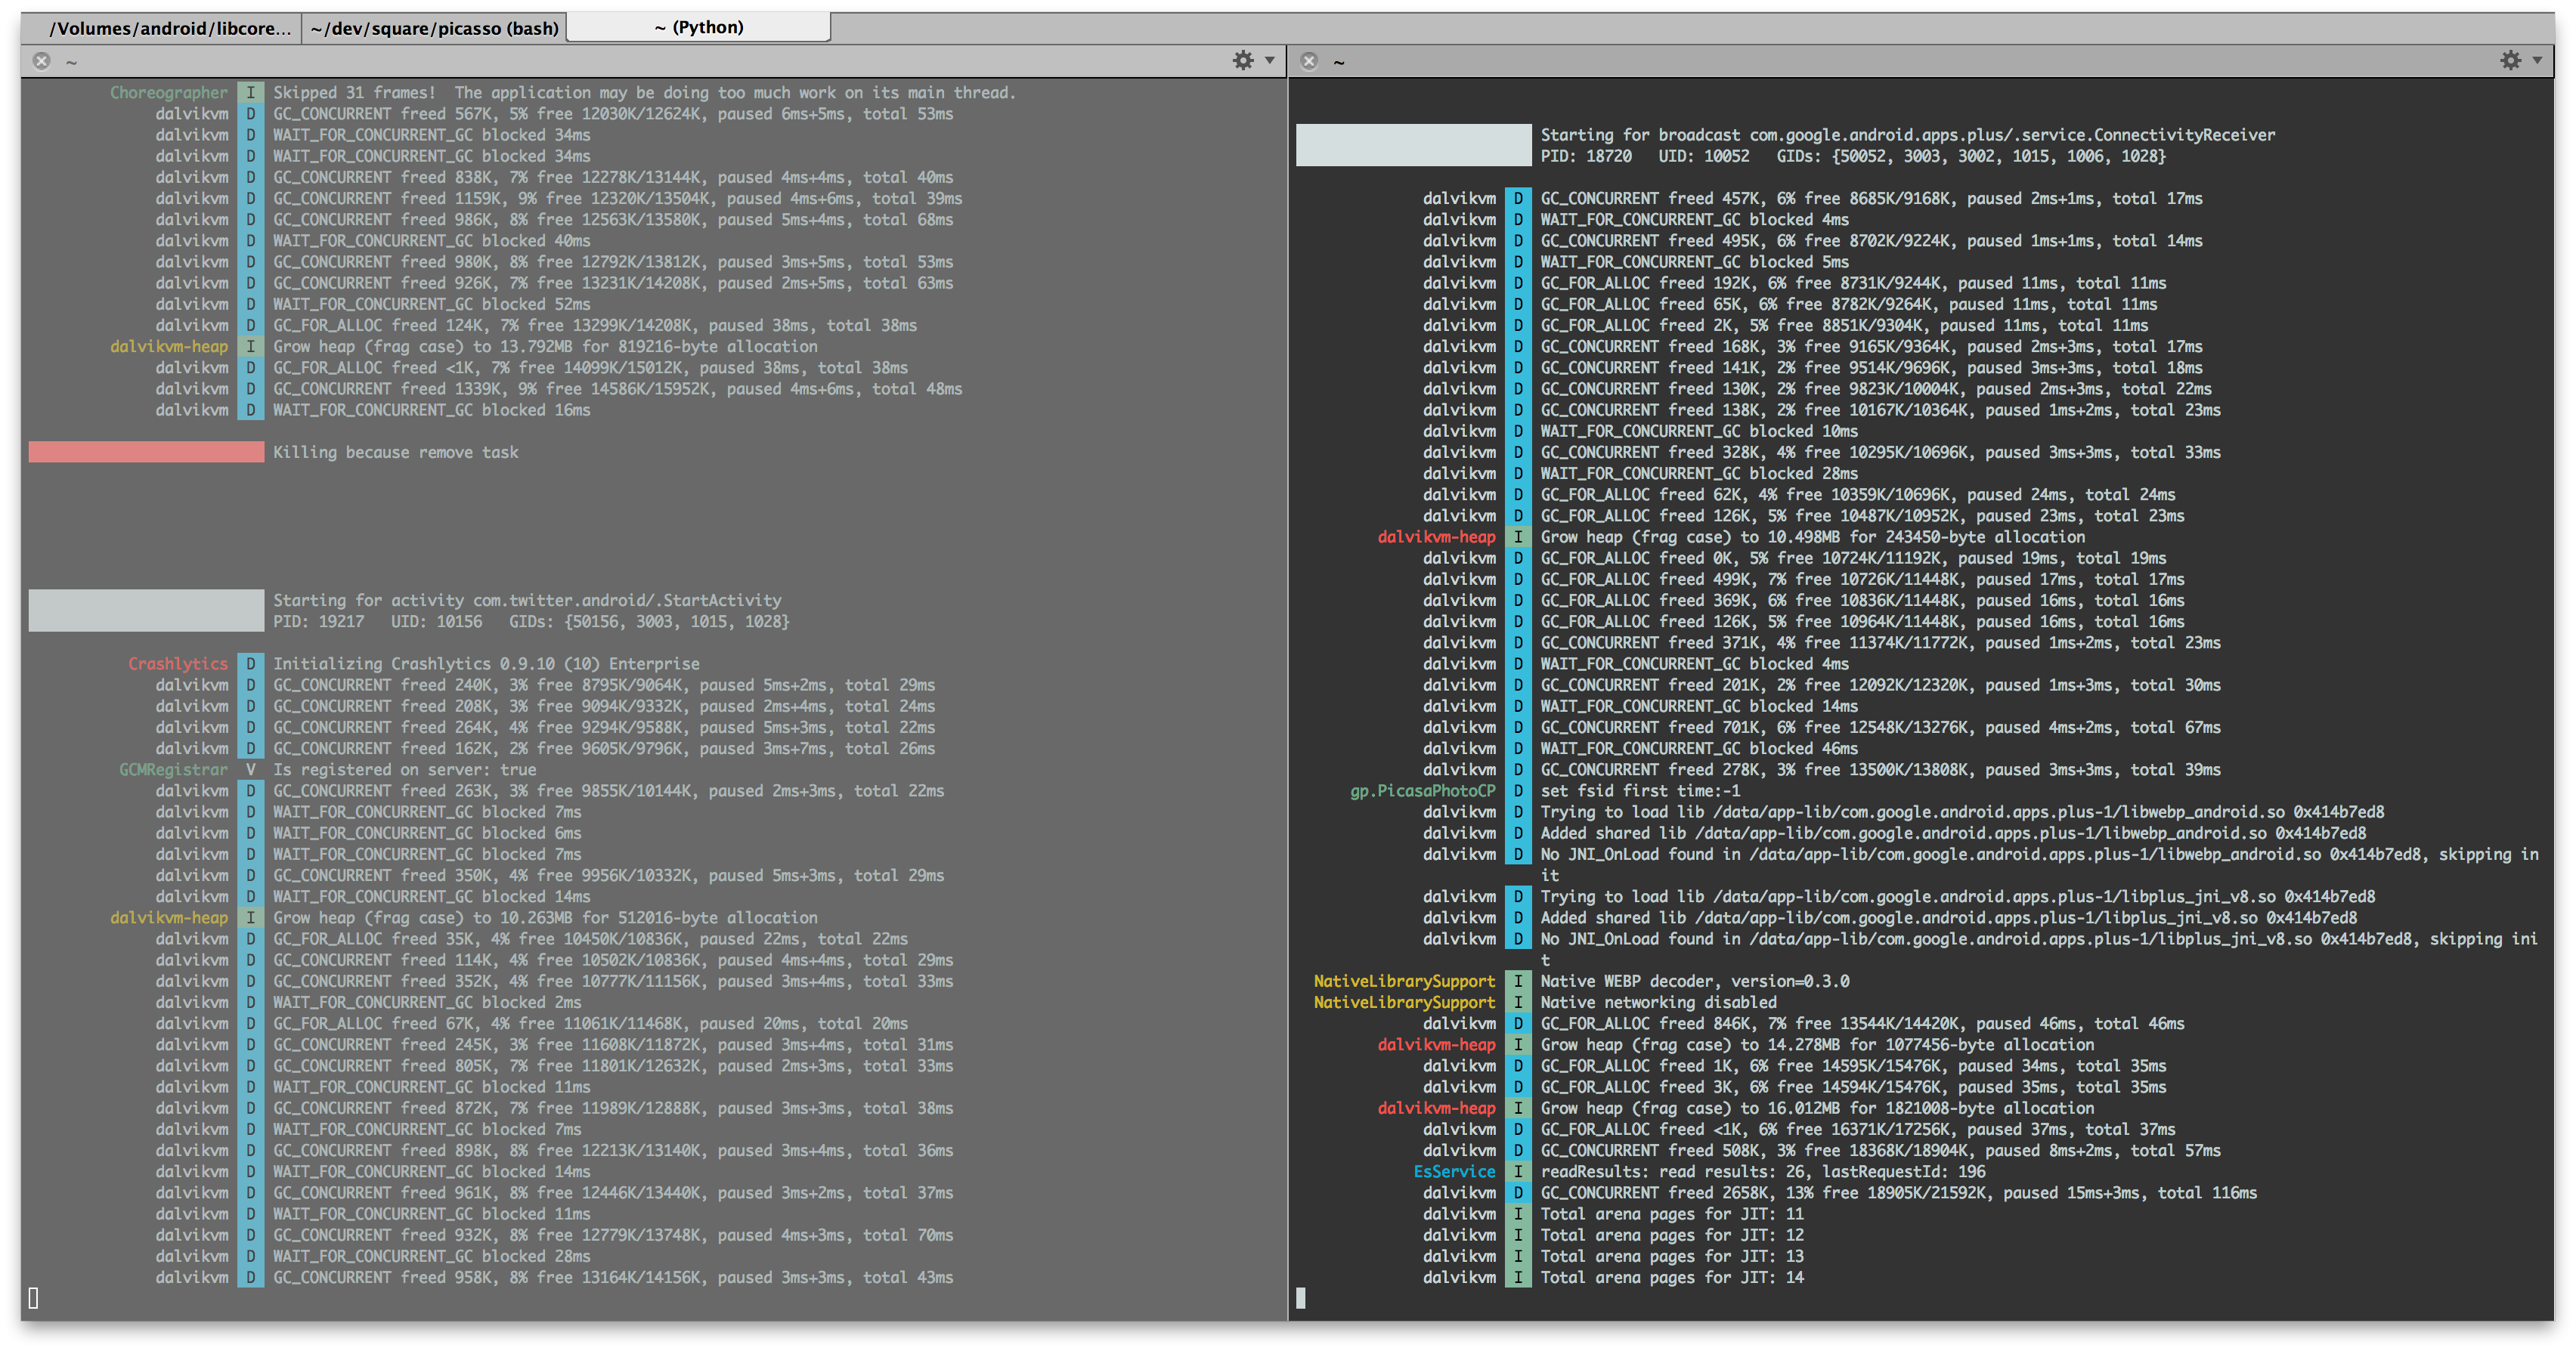 /Volumes/android/libcore...
~/dev/square/picasso (bash)
~ (Python)
~
Choreographer I Skipped 31 frames!  The application may be doing too much work on its main thread.
dalvikvm D GC_CONCURRENT freed 567K, 5% free 12030K/12624K, paused 6ms+5ms, total 53ms
dalvikvm D WAIT_FOR_CONCURRENT_GC blocked 34ms
dalvikvm D WAIT_FOR_CONCURRENT_GC blocked 34ms
dalvikvm D GC_CONCURRENT freed 838K, 7% free 12278K/13144K, paused 4ms+4ms, total 40ms
dalvikvm D GC_CONCURRENT freed 1159K, 9% free 12320K/13504K, paused 4ms+6ms, total 39ms
dalvikvm D GC_CONCURRENT freed 986K, 8% free 12563K/13580K, paused 5ms+4ms, total 68ms
dalvikvm D WAIT_FOR_CONCURRENT_GC blocked 40ms
dalvikvm D GC_CONCURRENT freed 980K, 8% free 12792K/13812K, paused 3ms+5ms, total 53ms
dalvikvm D GC_CONCURRENT freed 926K, 7% free 13231K/14208K, paused 2ms+5ms, total 63ms
dalvikvm D WAIT_FOR_CONCURRENT_GC blocked 52ms
dalvikvm D GC_FOR_ALLOC freed 124K, 7% free 13299K/14208K, paused 38ms, total 38ms
dalvikvm-heap I Grow heap (frag case) to 13.792MB for 819216-byte allocation
dalvikvm D GC_FOR_ALLOC freed <1K, 7% free 14099K/15012K, paused 38ms, total 38ms
dalvikvm D GC_CONCURRENT freed 1339K, 9% free 14586K/15952K, paused 4ms+6ms, total 48ms
dalvikvm D WAIT_FOR_CONCURRENT_GC blocked 16ms
Killing because remove task
Starting for activity com.twitter.android/.StartActivity
PID: 19217   UID: 10156   GIDs: {50156, 3003, 1015, 1028}
Crashlytics D Initializing Crashlytics 0.9.10 (10) Enterprise
dalvikvm D GC_CONCURRENT freed 240K, 3% free 8795K/9064K, paused 5ms+2ms, total 29ms
dalvikvm D GC_CONCURRENT freed 208K, 3% free 9094K/9332K, paused 2ms+4ms, total 24ms
dalvikvm D GC_CONCURRENT freed 264K, 4% free 9294K/9588K, paused 5ms+3ms, total 22ms
dalvikvm D GC_CONCURRENT freed 162K, 2% free 9605K/9796K, paused 3ms+7ms, total 26ms
GCMRegistrar V Is registered on server: true
dalvikvm D GC_CONCURRENT freed 263K, 3% free 9855K/10144K, paused 2ms+3ms, total 22ms
dalvikvm D WAIT_FOR_CONCURRENT_GC blocked 7ms
dalvikvm D WAIT_FOR_CONCURRENT_GC blocked 6ms
dalvikvm D WAIT_FOR_CONCURRENT_GC blocked 7ms
dalvikvm D GC_CONCURRENT freed 350K, 4% free 9956K/10332K, paused 5ms+3ms, total 29ms
dalvikvm D WAIT_FOR_CONCURRENT_GC blocked 14ms
dalvikvm-heap I Grow heap (frag case) to 10.263MB for 512016-byte allocation
dalvikvm D GC_FOR_ALLOC freed 35K, 4% free 10450K/10836K, paused 22ms, total 22ms
dalvikvm D GC_CONCURRENT freed 114K, 4% free 10502K/10836K, paused 4ms+4ms, total 29ms
dalvikvm D GC_CONCURRENT freed 352K, 4% free 10777K/11156K, paused 3ms+4ms, total 33ms
dalvikvm D WAIT_FOR_CONCURRENT_GC blocked 2ms
dalvikvm D GC_FOR_ALLOC freed 67K, 4% free 11061K/11468K, paused 20ms, total 20ms
dalvikvm D GC_CONCURRENT freed 245K, 3% free 11608K/11872K, paused 3ms+4ms, total 31ms
dalvikvm D GC_CONCURRENT freed 805K, 7% free 11801K/12632K, paused 2ms+3ms, total 33ms
dalvikvm D WAIT_FOR_CONCURRENT_GC blocked 11ms
dalvikvm D GC_CONCURRENT freed 872K, 7% free 11989K/12888K, paused 3ms+3ms, total 38ms
dalvikvm D WAIT_FOR_CONCURRENT_GC blocked 7ms
dalvikvm D GC_CONCURRENT freed 898K, 8% free 12213K/13140K, paused 3ms+4ms, total 36ms
dalvikvm D WAIT_FOR_CONCURRENT_GC blocked 14ms
dalvikvm D GC_CONCURRENT freed 961K, 8% free 12446K/13440K, paused 3ms+2ms, total 37ms
dalvikvm D WAIT_FOR_CONCURRENT_GC blocked 11ms
dalvikvm D GC_CONCURRENT freed 932K, 8% free 12779K/13748K, paused 4ms+3ms, total 70ms
dalvikvm D WAIT_FOR_CONCURRENT_GC blocked 28ms
dalvikvm D GC_CONCURRENT freed 958K, 8% free 13164K/14156K, paused 3ms+3ms, total 43ms
~
Starting for broadcast com.google.android.apps.plus/.service.ConnectivityReceiver
PID: 18720   UID: 10052   GIDs: {50052, 3003, 3002, 1015, 1006, 1028}
dalvikvm D GC_CONCURRENT freed 457K, 6% free 8685K/9168K, paused 2ms+1ms, total 17ms
dalvikvm D WAIT_FOR_CONCURRENT_GC blocked 4ms
dalvikvm D GC_CONCURRENT freed 495K, 6% free 8702K/9224K, paused 1ms+1ms, total 14ms
dalvikvm D WAIT_FOR_CONCURRENT_GC blocked 5ms
dalvikvm D GC_FOR_ALLOC freed 192K, 6% free 8731K/9244K, paused 11ms, total 11ms
dalvikvm D GC_FOR_ALLOC freed 65K, 6% free 8782K/9264K, paused 11ms, total 11ms
dalvikvm D GC_FOR_ALLOC freed 2K, 5% free 8851K/9304K, paused 11ms, total 11ms
dalvikvm D GC_CONCURRENT freed 168K, 3% free 9165K/9364K, paused 2ms+3ms, total 17ms
dalvikvm D GC_CONCURRENT freed 141K, 2% free 9514K/9696K, paused 3ms+3ms, total 18ms
dalvikvm D GC_CONCURRENT freed 130K, 2% free 9823K/10004K, paused 2ms+3ms, total 22ms
dalvikvm D GC_CONCURRENT freed 138K, 2% free 10167K/10364K, paused 1ms+2ms, total 23ms
dalvikvm D WAIT_FOR_CONCURRENT_GC blocked 10ms
dalvikvm D GC_CONCURRENT freed 328K, 4% free 10295K/10696K, paused 3ms+3ms, total 33ms
dalvikvm D WAIT_FOR_CONCURRENT_GC blocked 28ms
dalvikvm D GC_FOR_ALLOC freed 62K, 4% free 10359K/10696K, paused 24ms, total 24ms
dalvikvm D GC_FOR_ALLOC freed 126K, 5% free 10487K/10952K, paused 23ms, total 23ms
dalvikvm-heap I Grow heap (frag case) to 10.498MB for 243450-byte allocation
dalvikvm D GC_FOR_ALLOC freed 0K, 5% free 10724K/11192K, paused 19ms, total 19ms
dalvikvm D GC_FOR_ALLOC freed 499K, 7% free 10726K/11448K, paused 17ms, total 17ms
dalvikvm D GC_FOR_ALLOC freed 369K, 6% free 10836K/11448K, paused 16ms, total 16ms
dalvikvm D GC_FOR_ALLOC freed 126K, 5% free 10964K/11448K, paused 16ms, total 16ms
dalvikvm D GC_CONCURRENT freed 371K, 4% free 11374K/11772K, paused 1ms+2ms, total 23ms
dalvikvm D WAIT_FOR_CONCURRENT_GC blocked 4ms
dalvikvm D GC_CONCURRENT freed 201K, 2% free 12092K/12320K, paused 1ms+3ms, total 30ms
dalvikvm D WAIT_FOR_CONCURRENT_GC blocked 14ms
dalvikvm D GC_CONCURRENT freed 701K, 6% free 12548K/13276K, paused 4ms+2ms, total 67ms
dalvikvm D WAIT_FOR_CONCURRENT_GC blocked 46ms
dalvikvm D GC_CONCURRENT freed 278K, 3% free 13500K/13808K, paused 3ms+3ms, total 39ms
gp.PicasaPhotoCP D set fsid first time:-1
dalvikvm D Trying to load lib /data/app-lib/com.google.android.apps.plus-1/libwebp_android.so 0x414b7ed8
dalvikvm D Added shared lib /data/app-lib/com.google.android.apps.plus-1/libwebp_android.so 0x414b7ed8
dalvikvm D No JNI_OnLoad found in /data/app-lib/com.google.android.apps.plus-1/libwebp_android.so 0x414b7ed8, skipping in
it
dalvikvm D Trying to load lib /data/app-lib/com.google.android.apps.plus-1/libplus_jni_v8.so 0x414b7ed8
dalvikvm D Added shared lib /data/app-lib/com.google.android.apps.plus-1/libplus_jni_v8.so 0x414b7ed8
dalvikvm D No JNI_OnLoad found in /data/app-lib/com.google.android.apps.plus-1/libplus_jni_v8.so 0x414b7ed8, skipping ini
t
NativeLibrarySupport I Native WEBP decoder, version=0.3.0
NativeLibrarySupport I Native networking disabled
dalvikvm D GC_FOR_ALLOC freed 846K, 7% free 13544K/14420K, paused 46ms, total 46ms
dalvikvm-heap I Grow heap (frag case) to 14.278MB for 1077456-byte allocation
dalvikvm D GC_FOR_ALLOC freed 1K, 6% free 14595K/15476K, paused 34ms, total 35ms
dalvikvm D GC_FOR_ALLOC freed 3K, 6% free 14594K/15476K, paused 35ms, total 35ms
dalvikvm-heap I Grow heap (frag case) to 16.012MB for 1821008-byte allocation
dalvikvm D GC_FOR_ALLOC freed <1K, 6% free 16371K/17256K, paused 37ms, total 37ms
dalvikvm D GC_CONCURRENT freed 508K, 3% free 18368K/18904K, paused 8ms+2ms, total 57ms
EsService I readResults: read results: 26, lastRequestId: 196
dalvikvm D GC_CONCURRENT freed 2658K, 13% free 18905K/21592K, paused 15ms+3ms, total 116ms
dalvikvm I Total arena pages for JIT: 11
dalvikvm I Total arena pages for JIT: 12
dalvikvm I Total arena pages for JIT: 13
dalvikvm I Total arena pages for JIT: 14